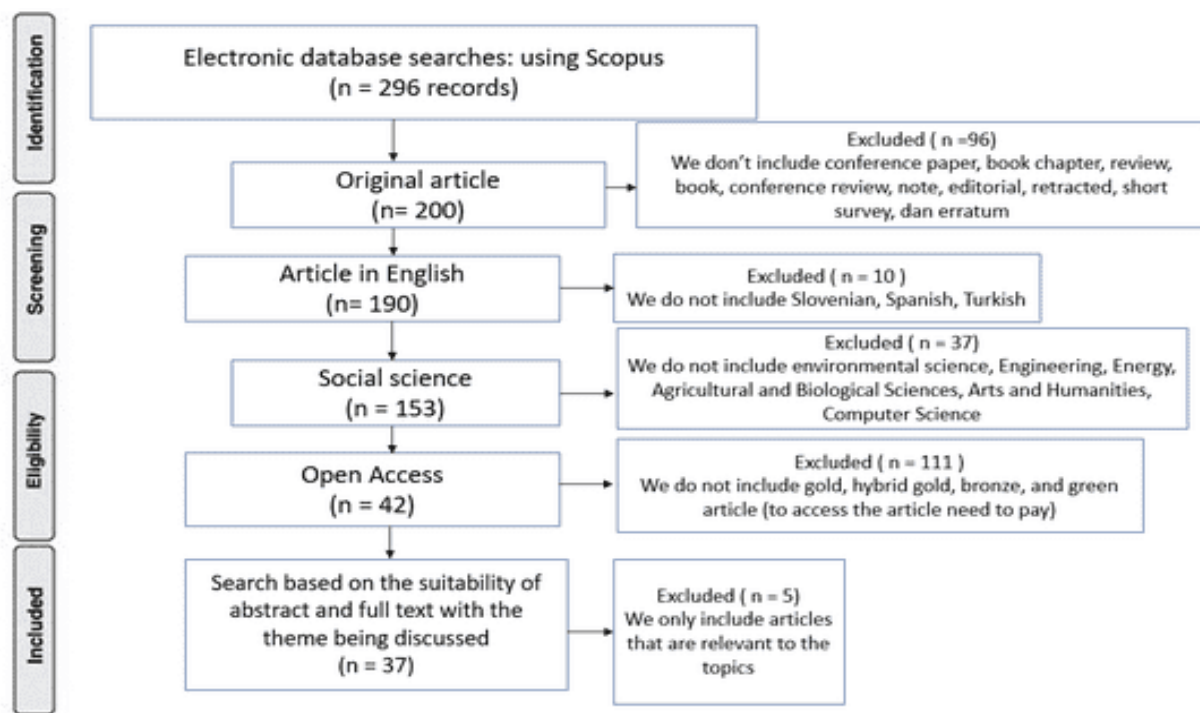 Identification
Electronic database searches: using Scopus
(n = 296 records)
Original article
(n= 200)
Excluded ( n =96)
We don't include conference paper, book chapter, review,
book, conference review, note, editorial, retracted, short
survey, dan erratum
Screening
Article in English
(n= 190)
Excluded ( n = 10 )
We do not include Slovenian, Spanish, Turkish
Social science
(n = 153)
Excluded ( n = 37)
We do not include environmental science, Engineering, Energy,
Agricultural and Biological Sciences, Arts and Humanities,
Computer Science
Eligibility
Open Access
(n = 42)
Excluded ( n = 111 )
We do not include gold, hybrid gold, bronze, and green
article (to access the article need to pay)
Included
Search based on the suitability of
abstract and full text with the
theme being discussed
(n = 37)
Excluded ( n = 5)
We only include articles
that are relevant to the
topics